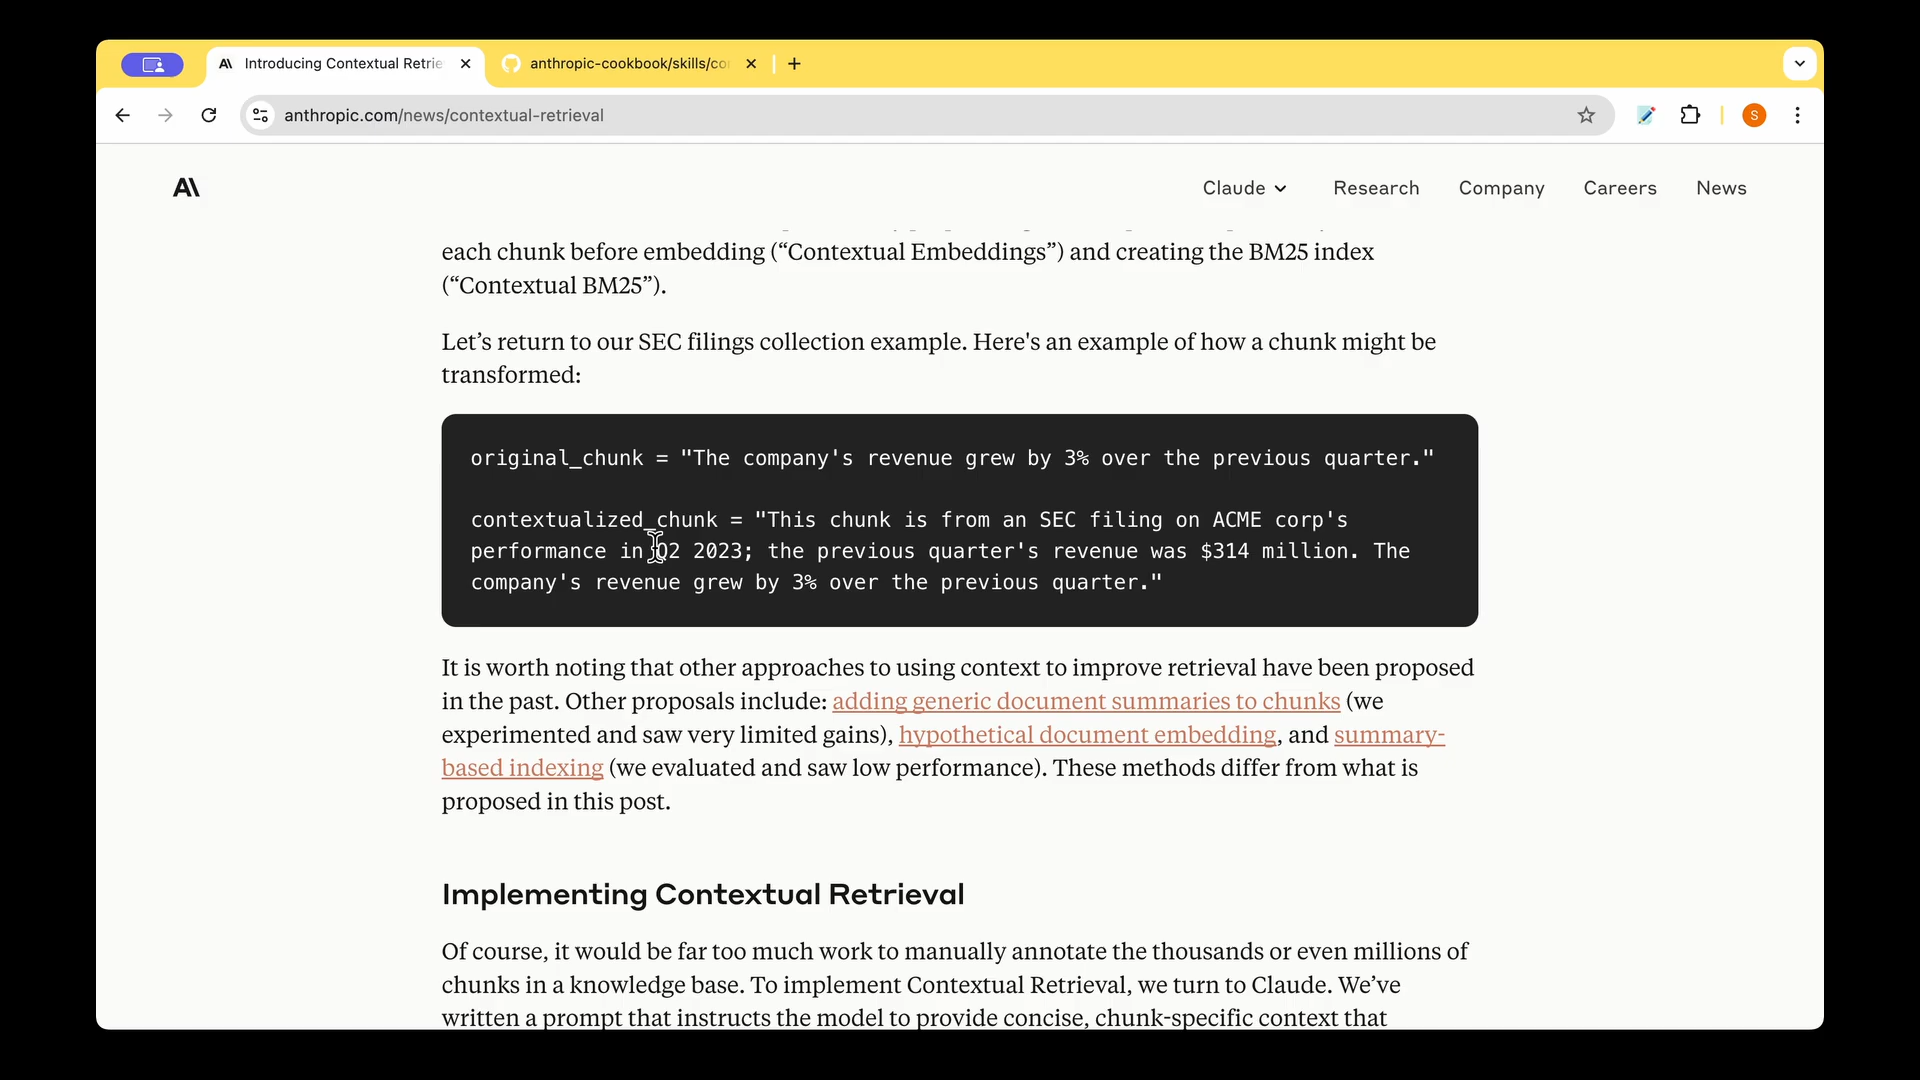 Introducing Contextual Retrie
anthropic-cookbook/skills/co
anthropic.com/news/contextual-retrieval
S
A\
Claude
Research
Company
Careers
News
each chunk before embedding (“Contextual Embeddings”) and creating the BM25 index
(“Contextual BM25”).
Let’s return to our SEC filings collection example. Here's an example of how a chunk might be
transformed:
original_chunk = "The company's revenue grew by 3% over the previous quarter."
contextualized_chunk = "This chunk is from an SEC filing on ACME corp's
performance in Q2 2023; the previous quarter's revenue was $314 million. The
company's revenue grew by 3% over the previous quarter."
It is worth noting that other approaches to using context to improve retrieval have been proposed
in the past. Other proposals include: adding generic document summaries to chunks (we
experimented and saw very limited gains), hypothetical document embedding, and summary-
based indexing (we evaluated and saw low performance). These methods differ from what is
proposed in this post.
Implementing Contextual Retrieval
Of course, it would be far too much work to manually annotate the thousands or even millions of
chunks in a knowledge base. To implement Contextual Retrieval, we turn to Claude. We’ve
written a prompt that instructs the model to provide concise, chunk-specific context that